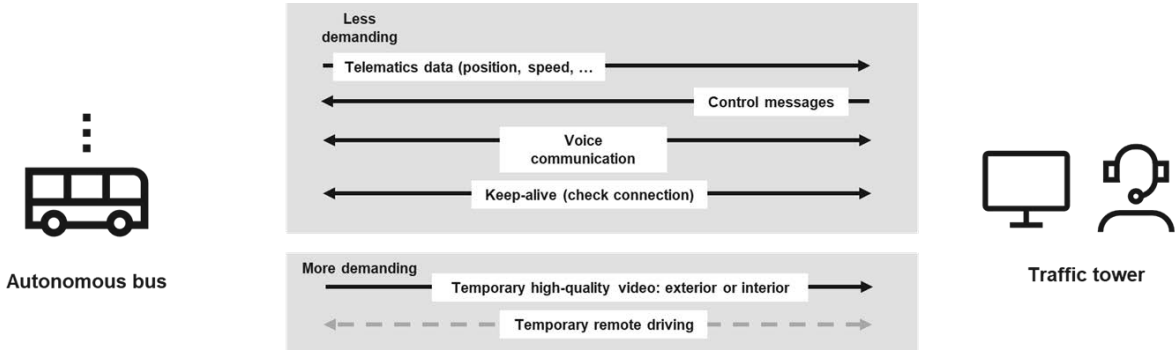 Less
demanding
Telematics data (position, speed, …
Control messages
Voice
communication
Keep-alive (check connection)
Autonomous bus
Traffic tower
More demanding
Temporary high-quality video: exterior or interior
Temporary remote driving